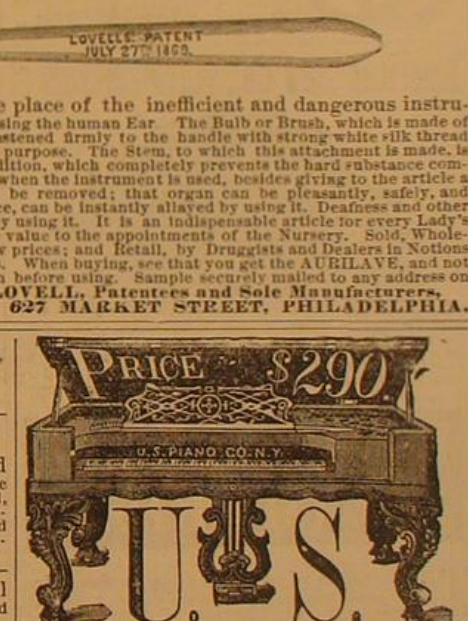 LOVELL'S PATENT
JULY 27TH 1869.
e place of the inefficient and dangerous instru-
sing the human Ear The Bulb or Brush, which is made of
stened firmly to the handle with strong white silk thread
purpose. The Stem, to which this attachment is made, is
ition, which completely prevents the hard substance com-
when the instrument is used, besides giving to the article a
be removed; that organ can be pleasantly, safely, and
ce, can be instantly allayed by using it. Deafness and other
y using it. It is an indispensable article for every Lady's
value to the appointments of the Nursery. Sold, Whole-
w prices; and Retail, by Druggists and Dealers in Notions
. When buying, see that you get the AURILAVE, and not
before using. Sample securely mailed to any address on
LOVELL, Patentees and Sole Manufacturers,
627 MARKET STREET, PHILADELPHIA.
PRICE $290.
U.S. PIANO CO. N.Y.
U. S.